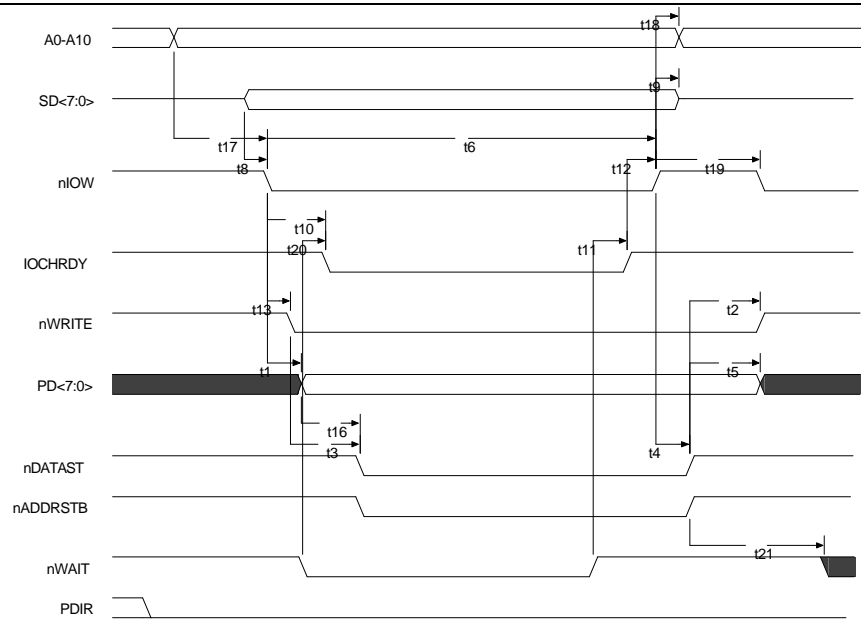 t18
A0-A10
t9
SD<7:0>
t17
t6
t8
t12
t19
nIOW
t10
t20
t11
IOCHRDY
t13
t2
nWRITE
t1
t5
PD<7:0>
t16
t3
t4
nDATAST
nADDRSTB
t21
nWAIT
PDIR